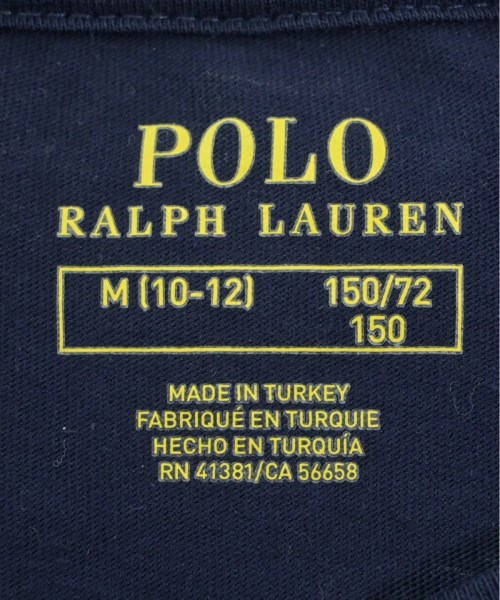 POLO
RALPH LAUREN
M (10-12) 150/72
150
MADE IN TURKEY
FABRIQUÉ EN TURQUIE
HECHO EN TURQUÍA
RN 41381/CA 56658